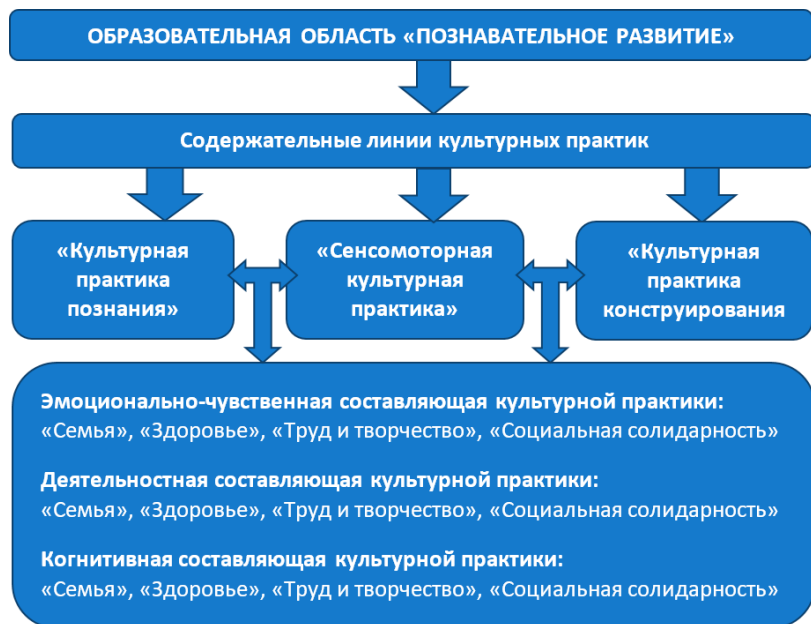 ОБРАЗОВАТЕЛЬНАЯ ОБЛАСТЬ «ПОЗНАВАТЕЛЬНОЕ РАЗВИТИЕ»
Содержательные линии культурных практик
«Культурная
практика
познания»
«Сенсомоторная
культурная
практика»
«Культурная
практика
конструирования
Эмоционально-чувственная составляющая культурной практики:
«Семья», «Здоровье», «Труд и творчество», «Социальная солидарность»
Деятельностная составляющая культурной практики:
«Семья», «Здоровье», «Труд и творчество», «Социальная солидарность»
Когнитивная составляющая культурной практики:
«Семья», «Здоровье», «Труд и творчество», «Социальная солидарность»